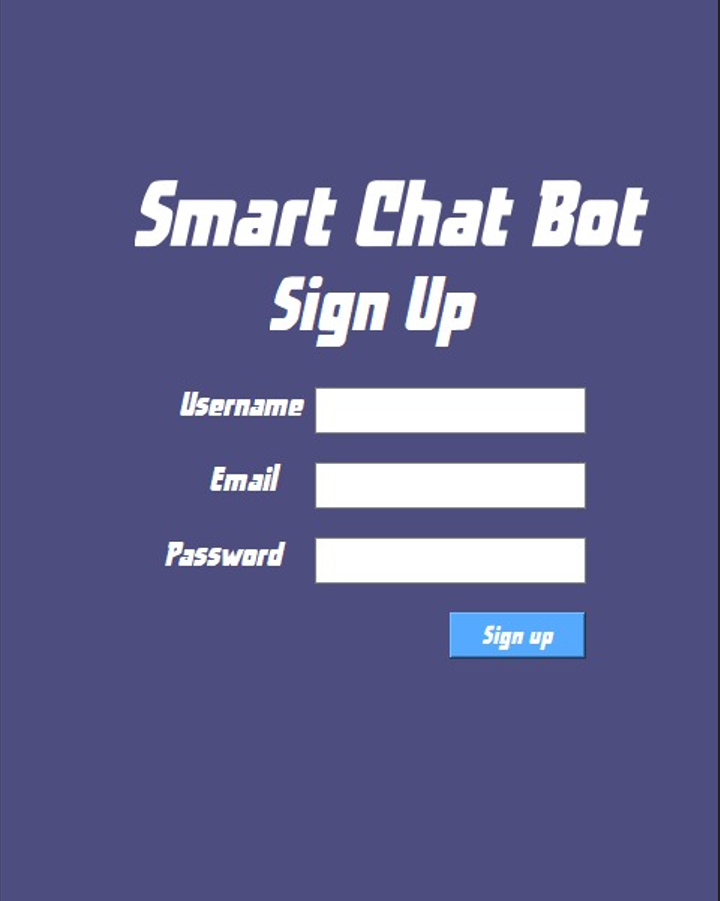 Smart Chat Bot
Sign Up
Username
Email
Password
Sign up